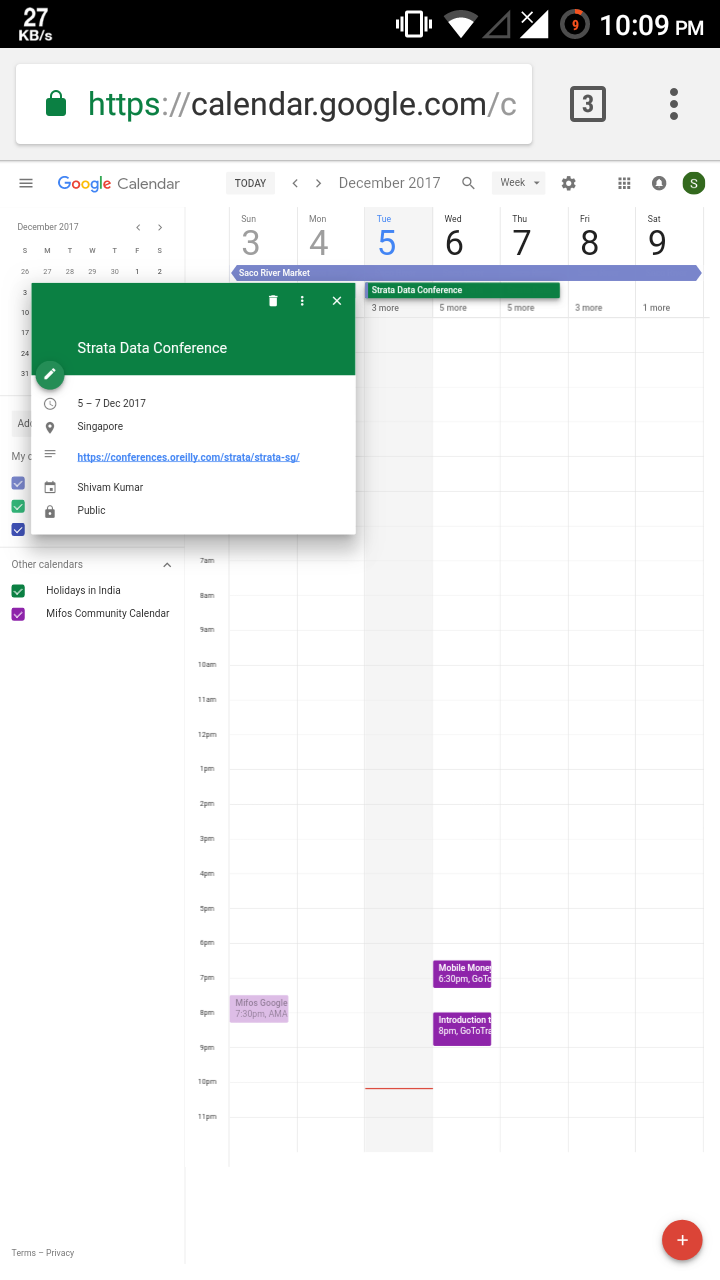 27
KB/s
9
10:09 PM
https://calendar.google.com/c
3
Google Calendar
TODAY
December 2017
Week
S
December 2017
S M T W T F S
26 27 28 29 30 1 2
3
10
17
24
31
Sun Mon Tue Wed Thu Fri Sat
3 4 5 6 7 8 9
Saco River Market
Strata Data Conference
3 more 5 more 5 more 3 more 1 more
Strata Data Conference
5 – 7 Dec 2017
Singapore
https://conferences.oreilly.com/strata/strata-sg/
Shivam Kumar
Public
Add
My c
Other calendars
Holidays in India
Mifos Community Calendar
7am
8am
9am
10am
11am
12pm
1pm
2pm
3pm
4pm
5pm
6pm
7pm
8pm
9pm
10pm
11pm
Mobile Money
6:30pm, GoTo
Mifos Google
7:30pm, AMA
Introduction t
8pm, GoToTra
Terms – Privacy